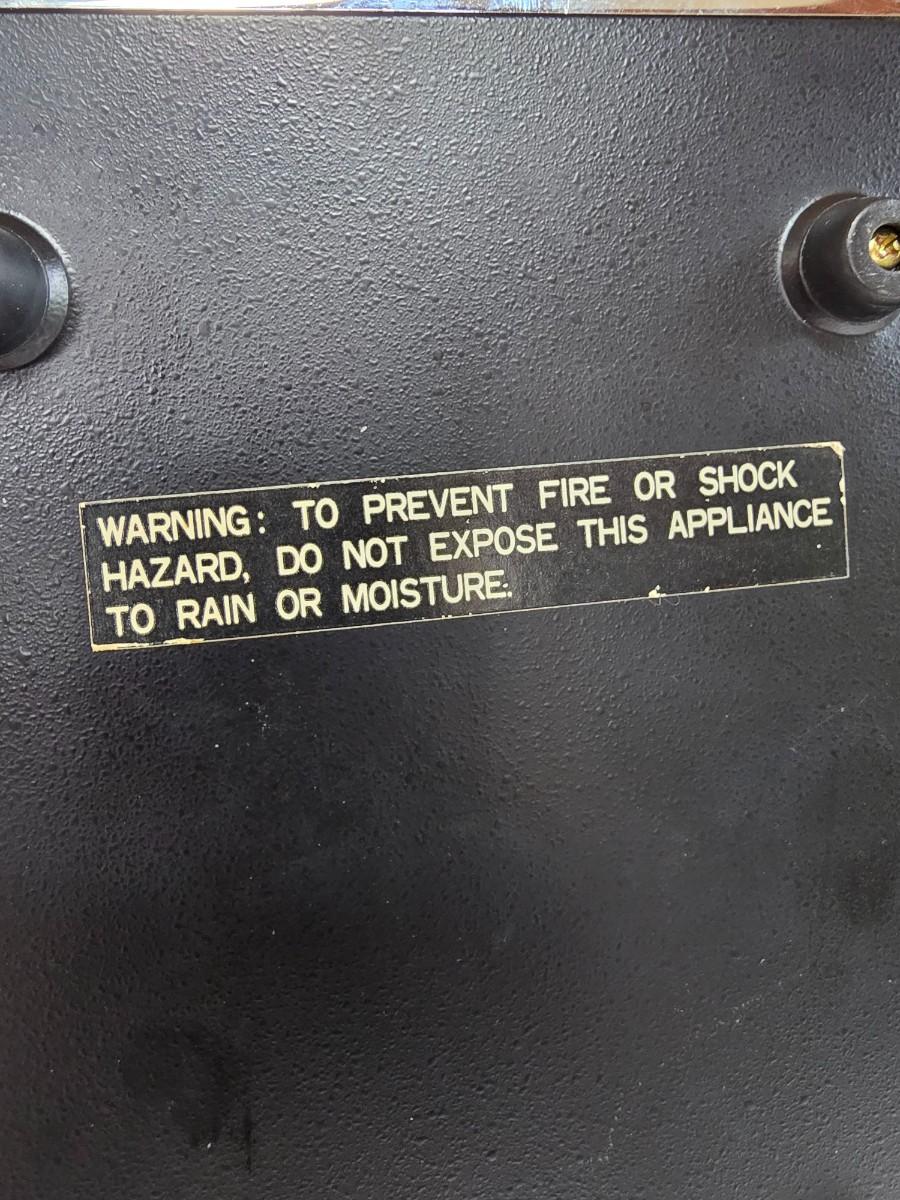 WARNING: TO PREVENT FIRE OR SHOCK
HAZARD, DO NOT EXPOSE THIS APPLIANCE
TO RAIN OR MOISTURE.